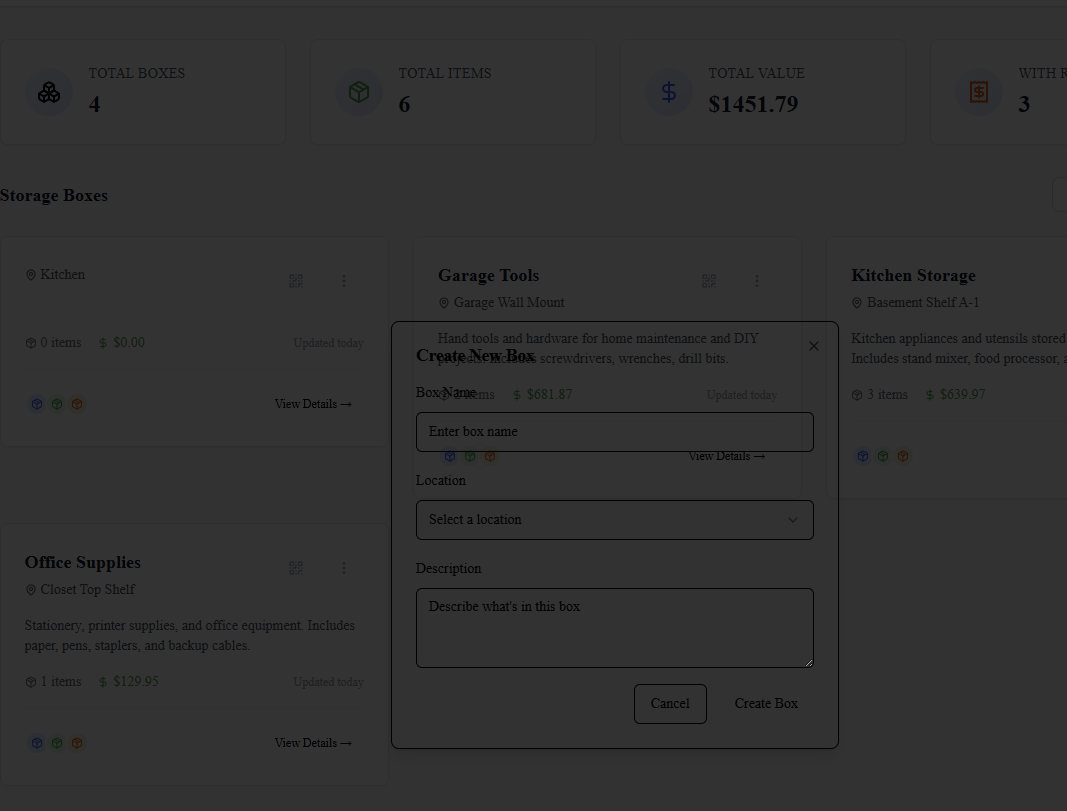 TOTAL BOXES
4
TOTAL ITEMS
6
TOTAL VALUE
$1451.79
WITH R
3
Storage Boxes
Kitchen
0 items $0.00 Updated today
View Details →
Garage Tools
Garage Wall Mount
Hand tools and hardware for home maintenance and DIY
projects. Includes screwdrivers, wrenches, drill bits.
items $681.87 Updated today
View Details →
Kitchen Storage
Basement Shelf A-1
Kitchen appliances and utensils stored
Includes stand mixer, food processor, a
3 items $639.97
Office Supplies
Closet Top Shelf
Stationery, printer supplies, and office equipment. Includes
paper, pens, staplers, and backup cables.
1 items $129.95 Updated today
View Details →
Create New Box
Box Name
Enter box name
Location
Select a location
Description
Describe what's in this box
Cancel
Create Box